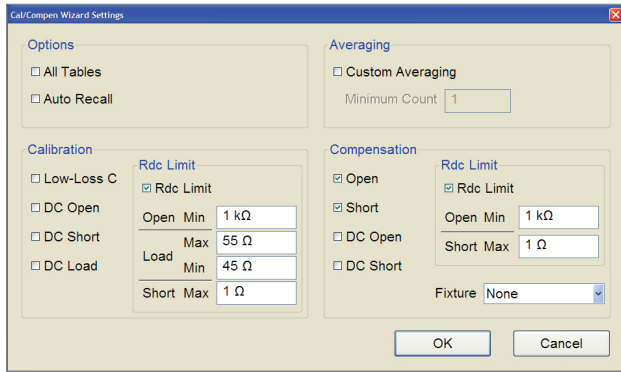 Cal/Compen Wizard Settings
Options
All Tables
Auto Recall
Averaging
Custom Averaging
Minimum Count 1
Calibration
Low-Loss C
DC Open
DC Short
DC Load
Rdc Limit
Rdc Limit
Open Min 1 kΩ
Load
Max 55 Ω
Min 45 Ω
Short Max 1 Ω
Compensation
Open
Short
DC Open
DC Short
Rdc Limit
Rdc Limit
Open Min 1 kΩ
Short Max 1 Ω
Fixture None
OK Cancel